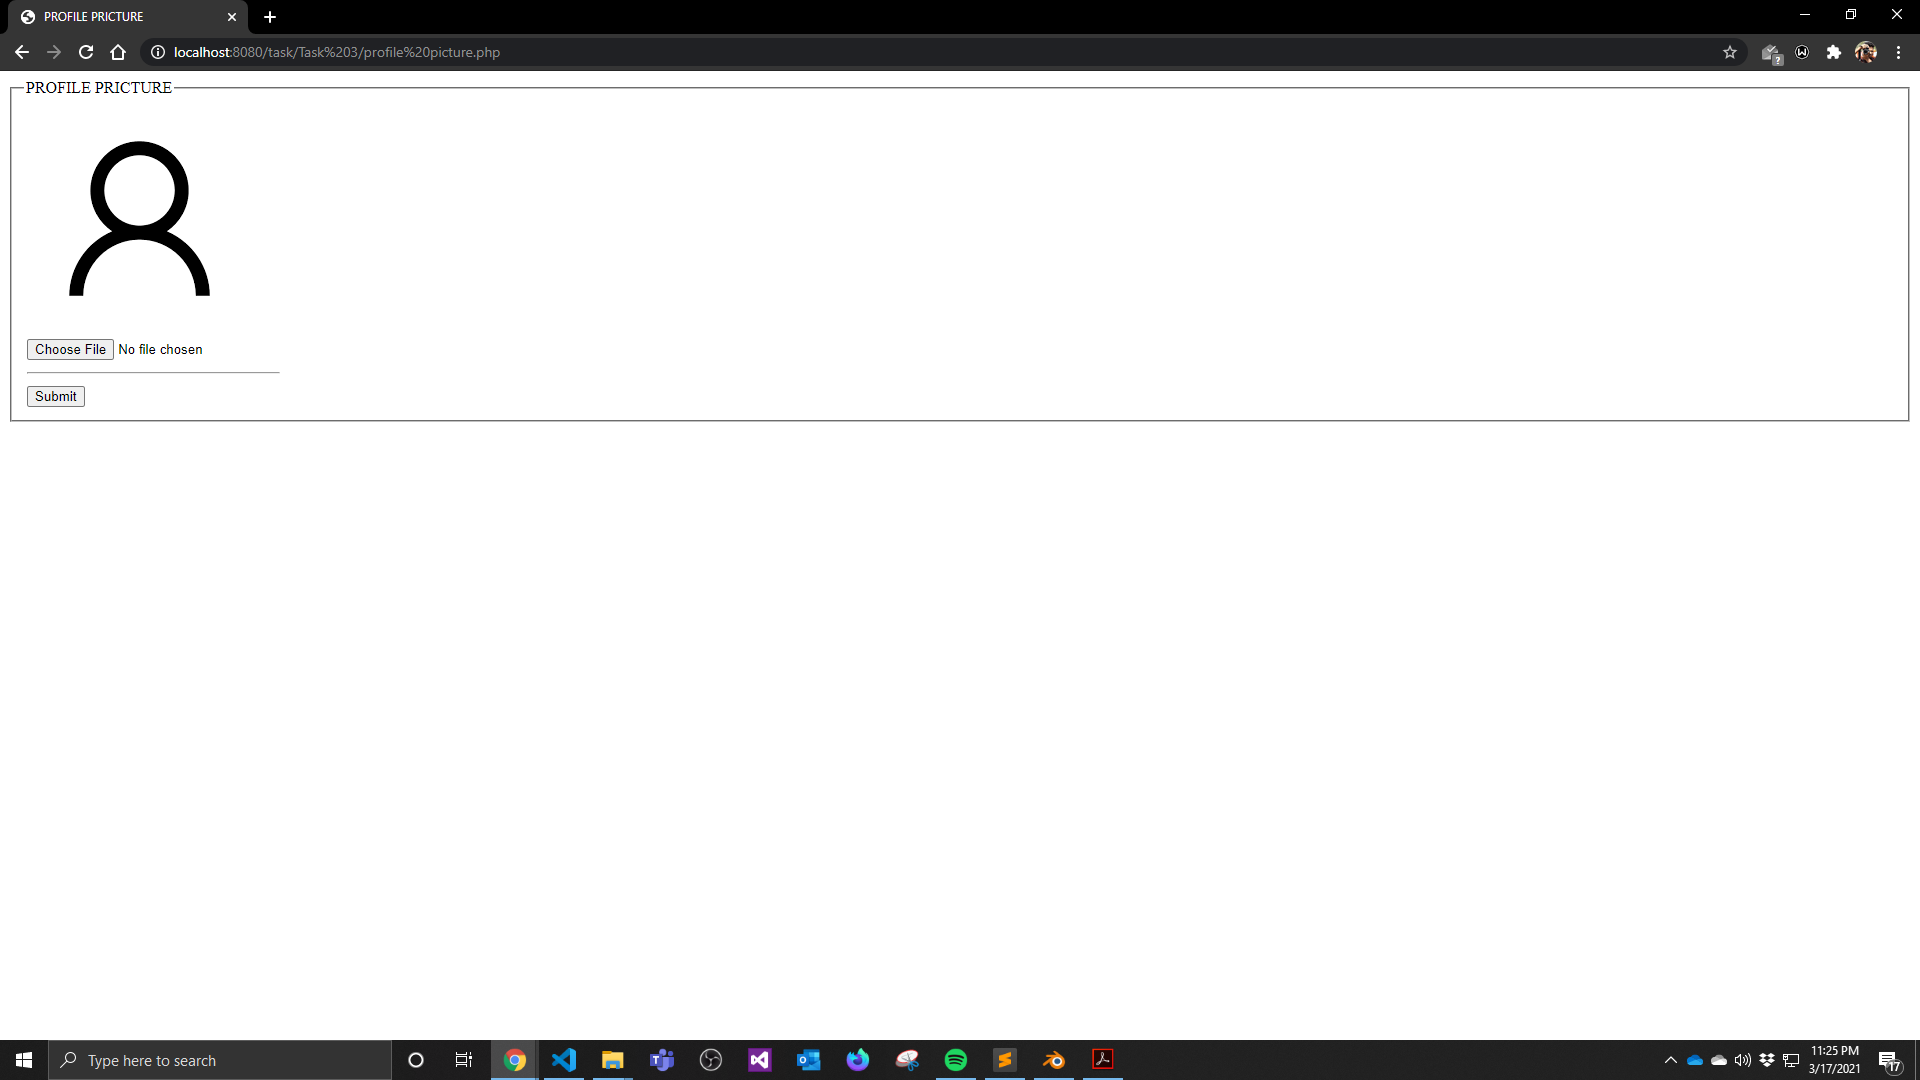 PROFILE PRICTURE
localhost:8080/task/Task%203/profile%20picture.php
PROFILE PRICTURE
Choose File No file chosen
Submit
Type here to search
11:25 PM
3/17/2021
17